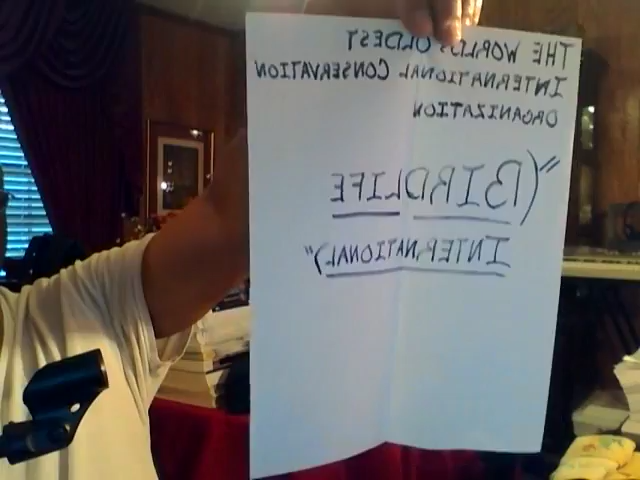 THE WORLD'S OLDEST
INTERNATIONAL CONSERVATION
ORGANIZATION
("BIRDLIFE
INTERNATIONAL)"